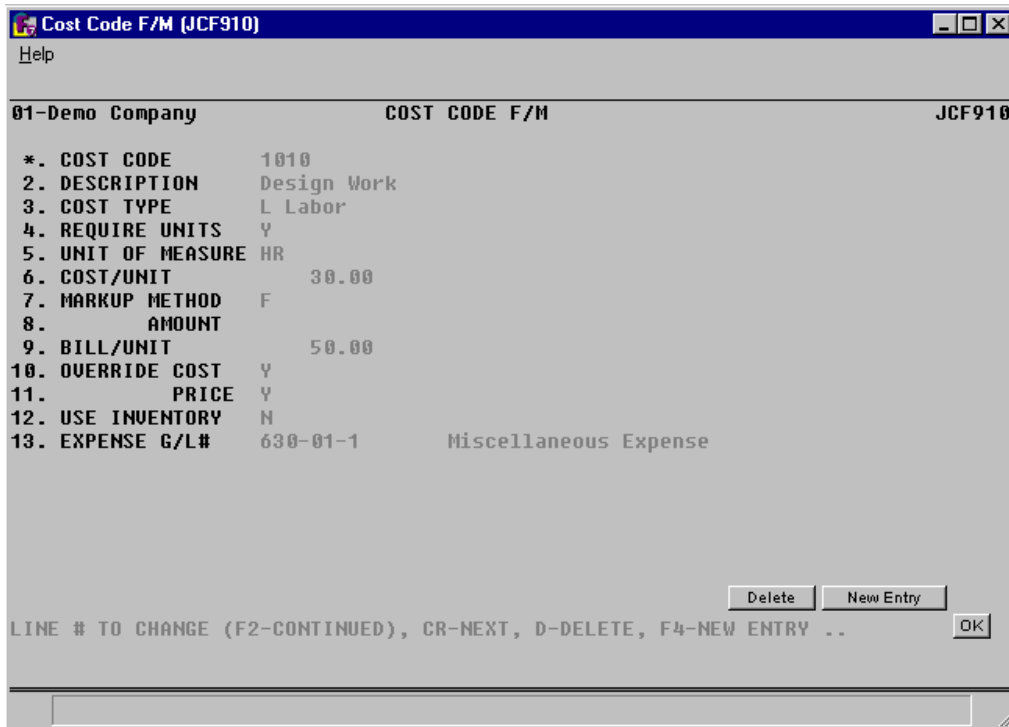 Cost Code F/M (JCF910)
Help
01-Demo Company COST CODE F/M JCF910
*. COST CODE 1010
2. DESCRIPTION Design Work
3. COST TYPE L Labor
4. REQUIRE UNITS Y
5. UNIT OF MEASURE HR
6. COST/UNIT 30.00
7. MARKUP METHOD F
8. AMOUNT
9. BILL/UNIT 50.00
10. OVERRIDE COST Y
11. PRICE Y
12. USE INVENTORY N
13. EXPENSE G/L# 630-01-1 Miscellaneous Expense
Delete New Entry
LINE # TO CHANGE (F2-CONTINUED), CR-NEXT, D-DELETE, F4-NEW ENTRY .. OK